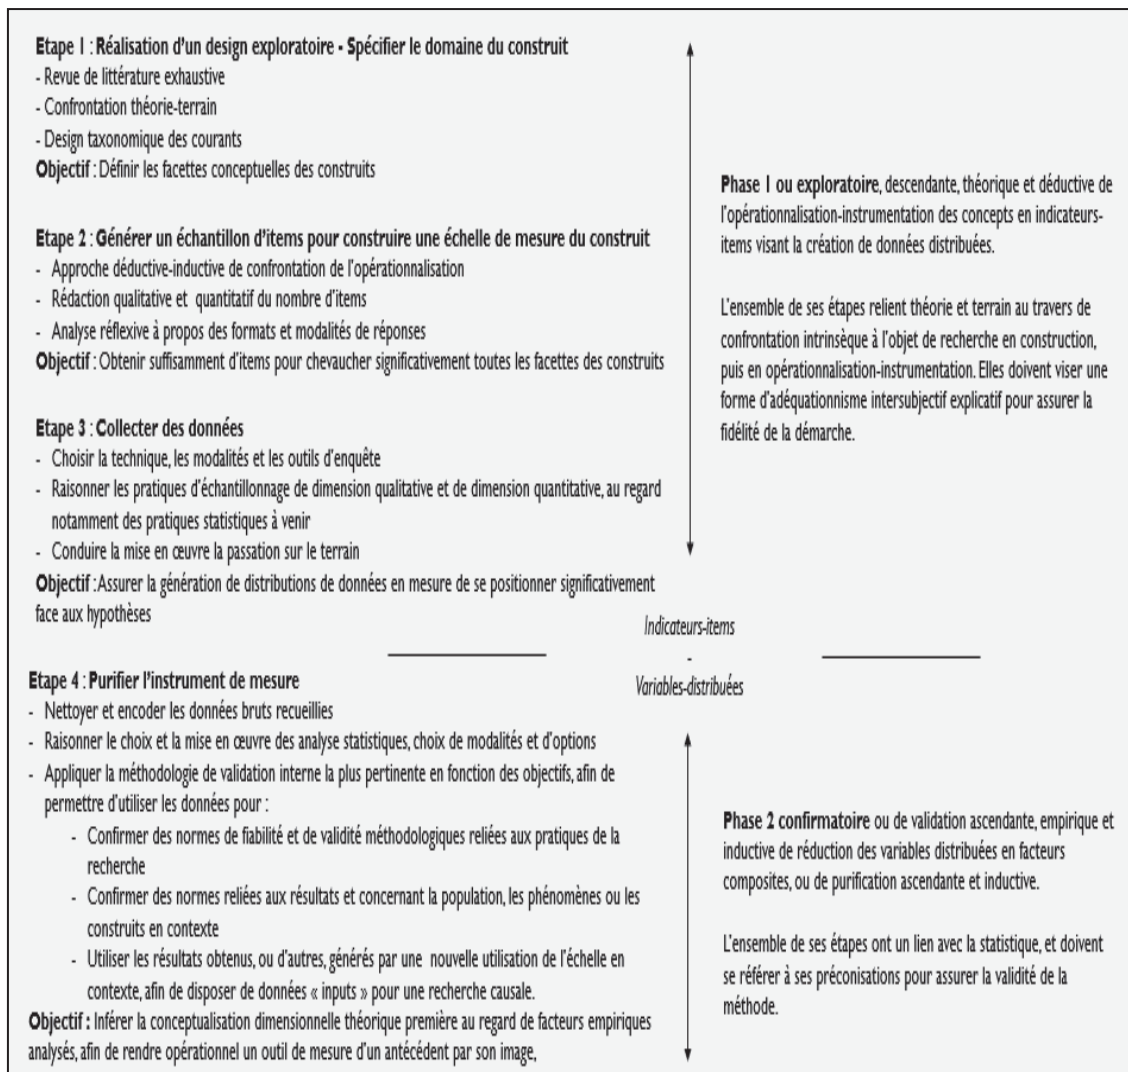 Etape 1 : Réalisation d'un design exploratoire - Spécifier le domaine du construit
- Revue de littérature exhaustive
- Confrontation théorie-terrain
- Design taxonomique des courants
Objectif : Définir les facettes conceptuelles des construits
Etape 2 : Générer un échantillon d'items pour construire une échelle de mesure du construit
- Approche déductive-inductive de confrontation de l'opérationnalisation
- Rédaction qualitative et quantitatif du nombre d'items
- Analyse réflexive à propos des formats et modalités de réponses
Objectif : Obtenir suffisamment d'items pour chevaucher significativement toutes les facettes des construits
Etape 3 : Collecter des données
- Choisir la technique, les modalités et les outils d'enquête
- Raisonner les pratiques d'échantillonnage de dimension qualitative et de dimension quantitative, au regard
notamment des pratiques statistiques à venir
- Conduire la mise en œuvre la passation sur le terrain
Objectif : Assurer la génération de distributions de données en mesure de se positionner significativement
face aux hypothèses
Phase 1 ou exploratoire, descendante, théorique et déductive de
l'opérationnalisation-instrumentation des concepts en indicateurs-
items visant la création de données distribuées.
L'ensemble de ses étapes relient théorie et terrain au travers de
confrontation intrinsèque à l'objet de recherche en construction,
puis en opérationnalisation-instrumentation. Elles doivent viser une
forme d'adéquationnisme intersubjectif explicatif pour assurer la
fidélité de la démarche.
Indicateurs-items
-
Variables-distribuées
Etape 4 : Purifier l'instrument de mesure
- Nettoyer et encoder les données bruts recueillies
- Raisonner le choix et la mise en œuvre des analyse statistiques, choix de modalités et d'options
- Appliquer la méthodologie de validation interne la plus pertinente en fonction des objectifs, afin de
permettre d'utiliser les données pour :
- Confirmer des normes de fiabilité et de validité méthodologiques reliées aux pratiques de la
recherche
- Confirmer des normes reliées aux résultats et concernant la population, les phénomènes ou les
construits en contexte
- Utiliser les résultats obtenus, ou d'autres, générés par une nouvelle utilisation de l'échelle en
contexte, afin de disposer de données « inputs » pour une recherche causale.
Objectif : Inférer la conceptualisation dimensionnelle théorique première au regard de facteurs empiriques
analysés, afin de rendre opérationnel un outil de mesure d'un antécédent par son image,
Phase 2 confirmatoire ou de validation ascendante, empirique et
inductive de réduction des variables distribuées en facteurs
composites, ou de purification ascendante et inductive.
L'ensemble de ses étapes ont un lien avec la statistique, et doivent
se référer à ses préconisations pour assurer la validité de la
méthode.